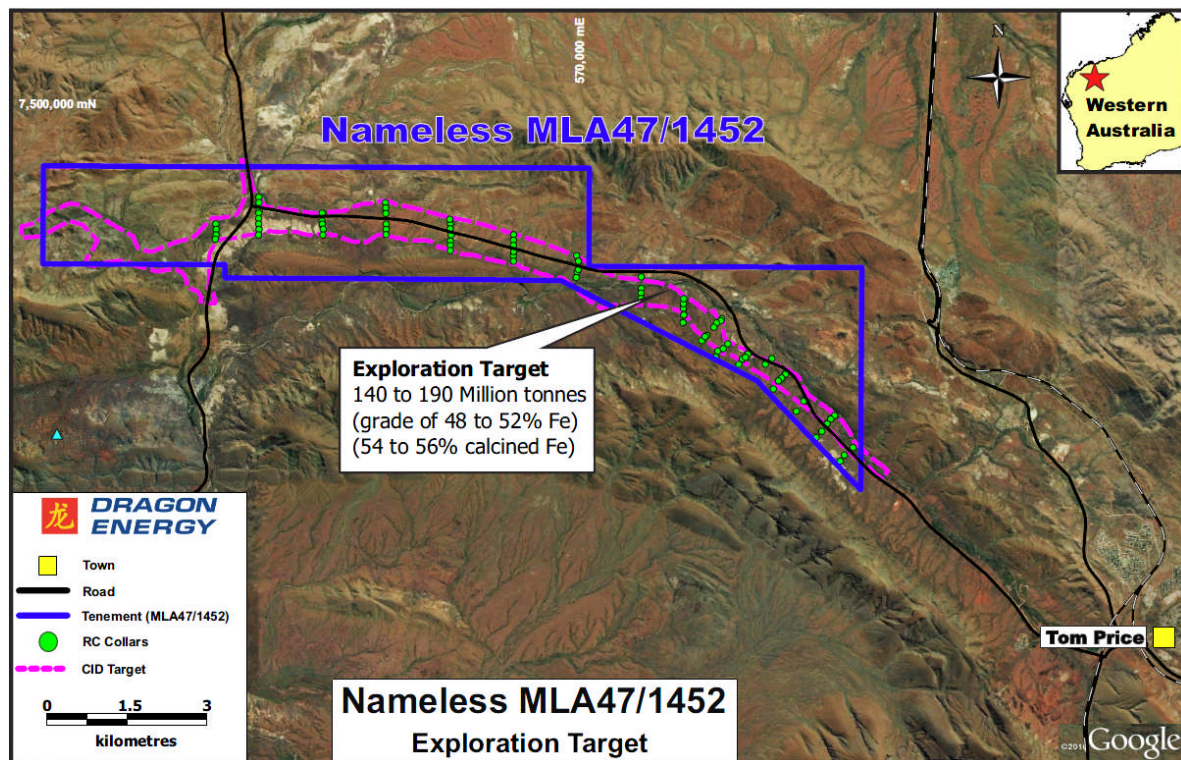 7,500,000 mN
570,000 mE
N
Western
Australia
Nameless MLA47/1452
Exploration Target
140 to 190 Million tonnes
(grade of 48 to 52% Fe)
(54 to 56% calcined Fe)
龙 DRAGON
ENERGY
Town
Road
Tenement (MLA47/1452)
RC Collars
CID Target
0 1.5 3
kilometres
Nameless MLA47/1452
Exploration Target
Tom Price
Google